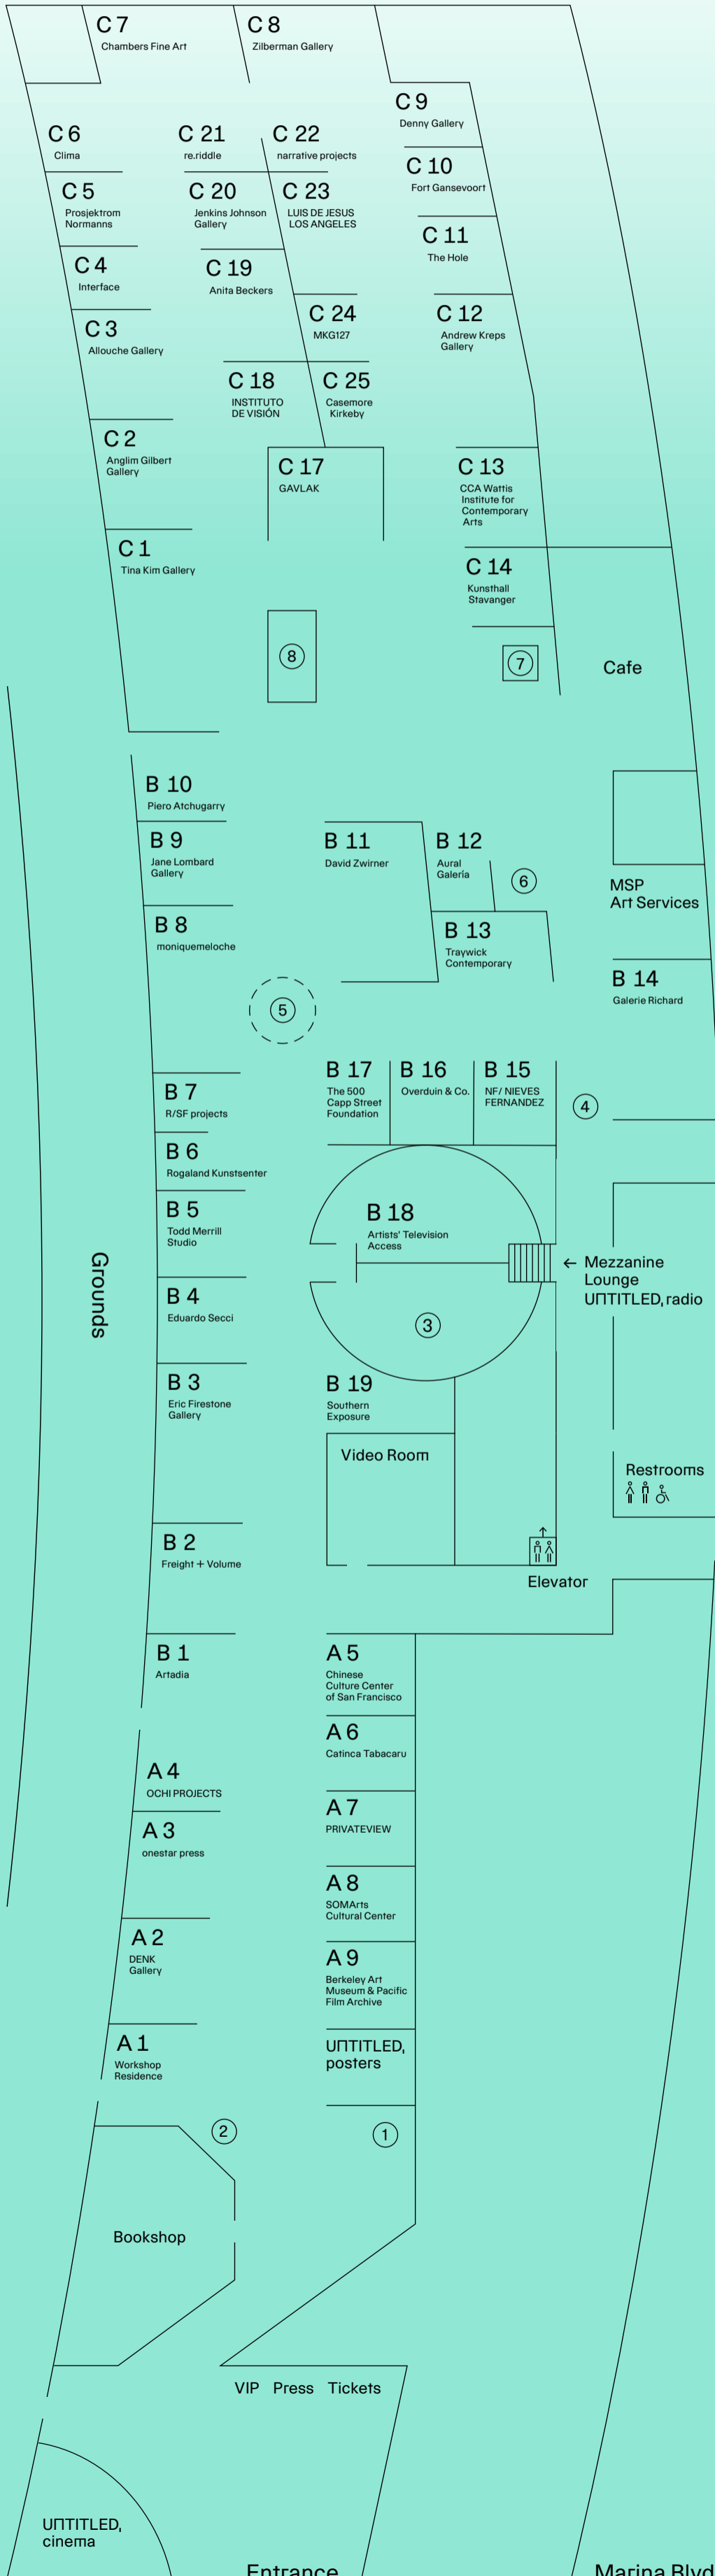 C 7
Chambers Fine Art
C 8
Zilberman Gallery
C 9
Denny Gallery
C 6
Clima
C 21
re.riddle
C 22
narrative projects
C 10
Fort Gansevoort
C 5
Prosjektrom
Normanns
C 20
Jenkins Johnson
Gallery
C 23
LUIS DE JESUS
LOS ANGELES
C 11
The Hole
C 4
Interface
C 19
Anita Beckers
C 3
Allouche Gallery
C 24
MKG127
C 12
Andrew Kreps
Gallery
C 18
INSTITUTO
DE VISIÓN
C 25
Casemore
Kirkeby
C 2
Anglim Gilbert
Gallery
C 17
GAVLAK
C 13
CCA Wattis
Institute for
Contemporary
Arts
C 1
Tina Kim Gallery
C 14
Kunsthall
Stavanger
8
7
Cafe
B 10
Piero Atchugarry
B 9
Jane Lombard
Gallery
B 11
David Zwirner
B 12
Aural
Galería
6
MSP
Art Services
B 8
moniquemeloche
B 13
Traywick
Contemporary
B 14
Galerie Richard
5
B 7
R/SF projects
B 17
The 500
Capp Street
Foundation
B 16
Overduin & Co.
B 15
NF/ NIEVES
FERNANDEZ
4
B 6
Rogaland Kunstsenter
B 5
Todd Merrill
Studio
B 18
Artists' Television
Access
Grounds
← Mezzanine
Lounge
UNTITLED, radio
B 4
Eduardo Secci
3
B 3
Eric Firestone
Gallery
B 19
Southern
Exposure
Video Room
Restrooms
B 2
Freight + Volume
Elevator
B 1
Artadia
A 5
Chinese
Culture Center
of San Francisco
A 6
Catinca Tabacaru
A 4
OCHI PROJECTS
A 3
onestar press
A 7
PRIVATEVIEW
A 8
SOMArts
Cultural Center
A 2
DENK
Gallery
A 9
Berkeley Art
Museum & Pacific
Film Archive
A 1
Workshop
Residence
UNTITLED,
posters
2
1
Bookshop
VIP Press Tickets
UNTITLED,
cinema
Entrance
Marina Blvd